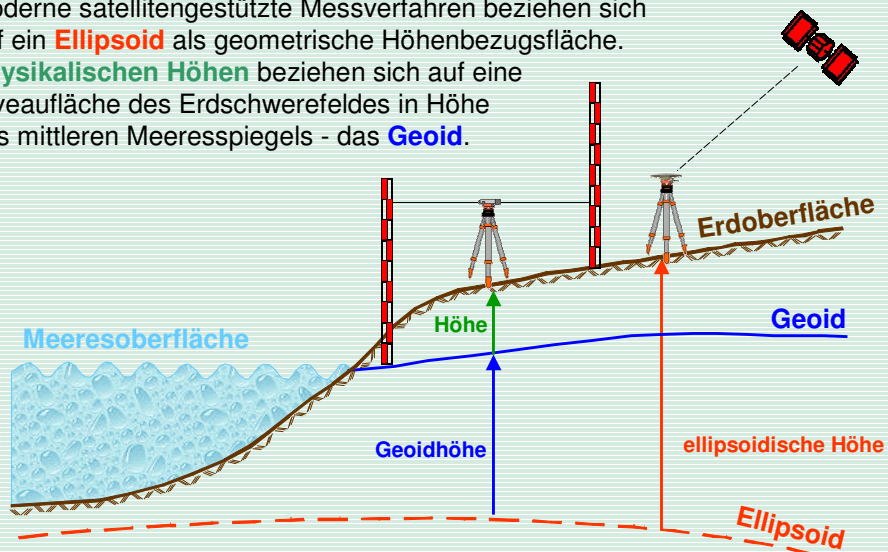 oderne satellitengestützte Messverfahren beziehen sich
f ein Ellipsoid als geometrische Höhenbezugsfläche.
ysikalischen Höhen beziehen sich auf eine
veaufläche des Erdschwerefeldes in Höhe
s mittleren Meeresspiegels - das Geoid.
Erdoberfläche
Geoid
Höhe
Meeresoberfläche
Geoidhöhe
ellipsoidische Höhe
Ellipsoid